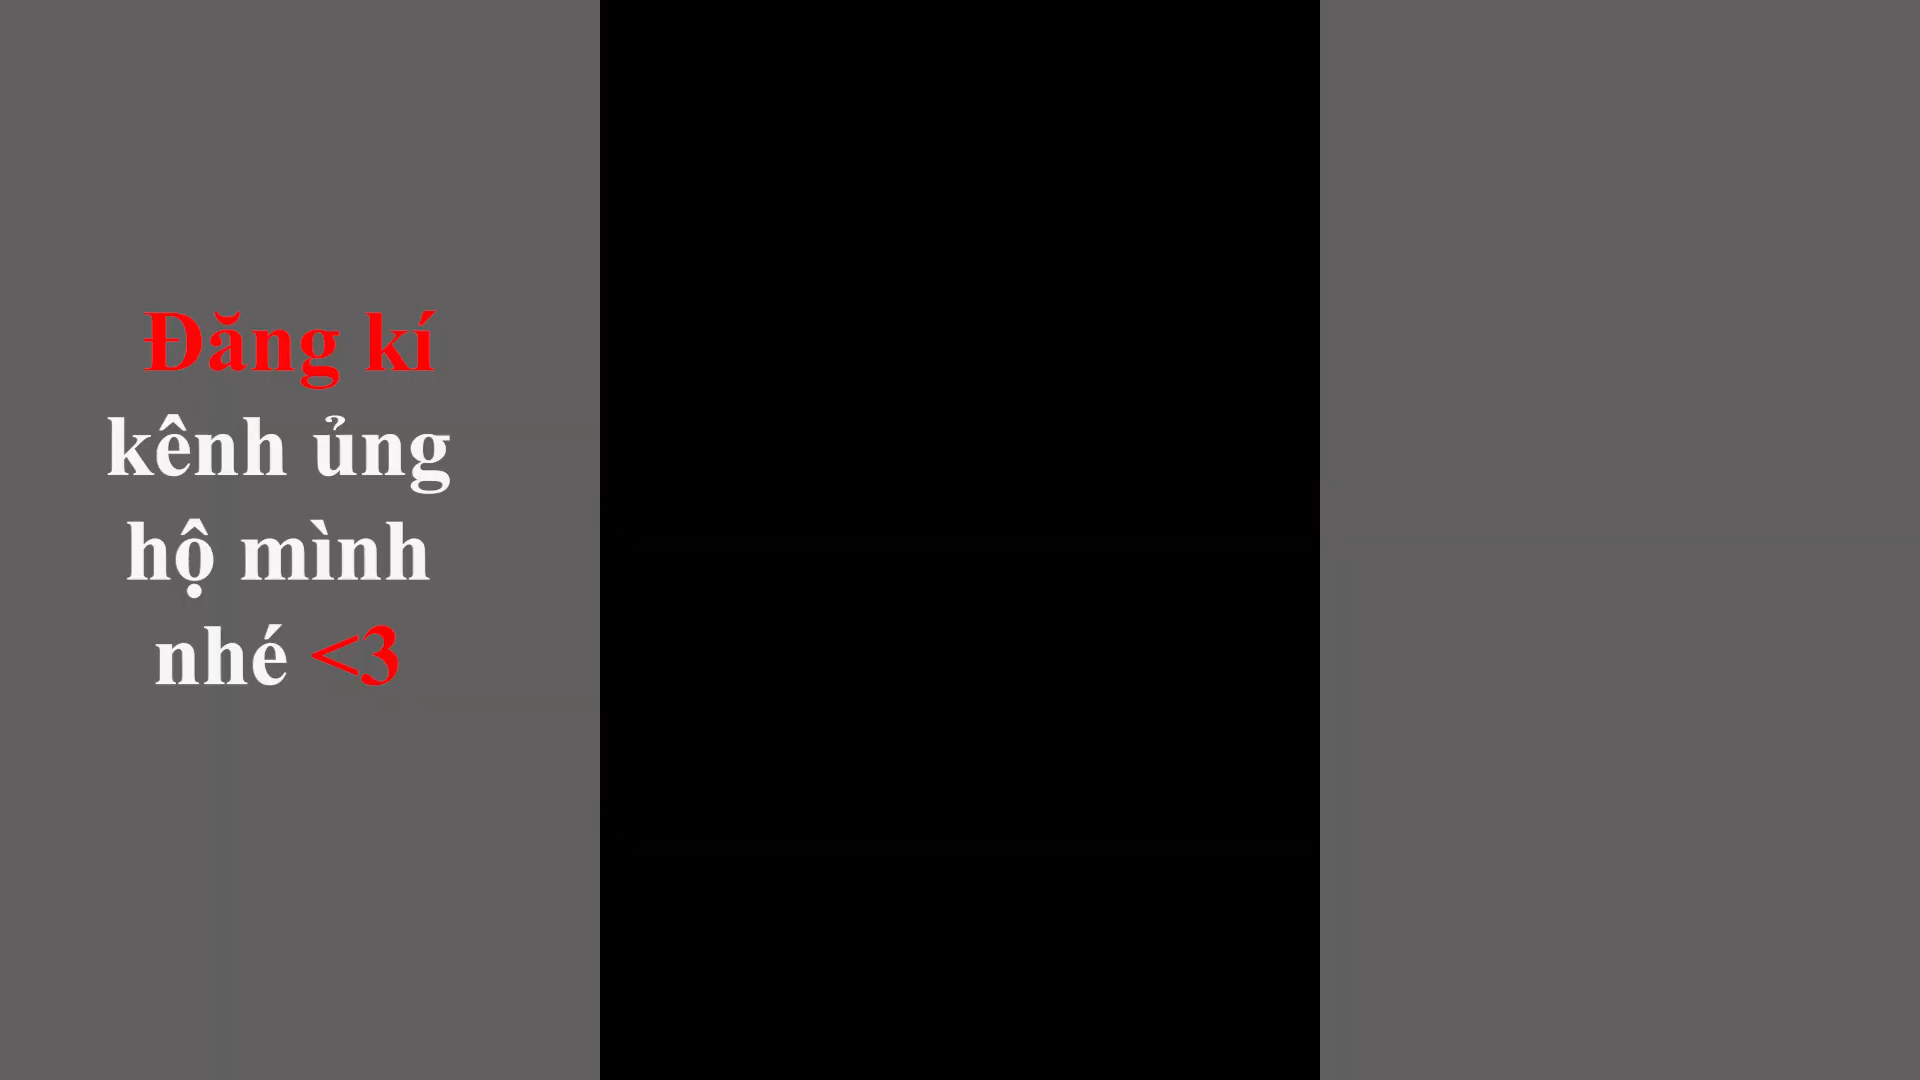 Đăng kí
kênh ủng
hộ mình
nhé <3